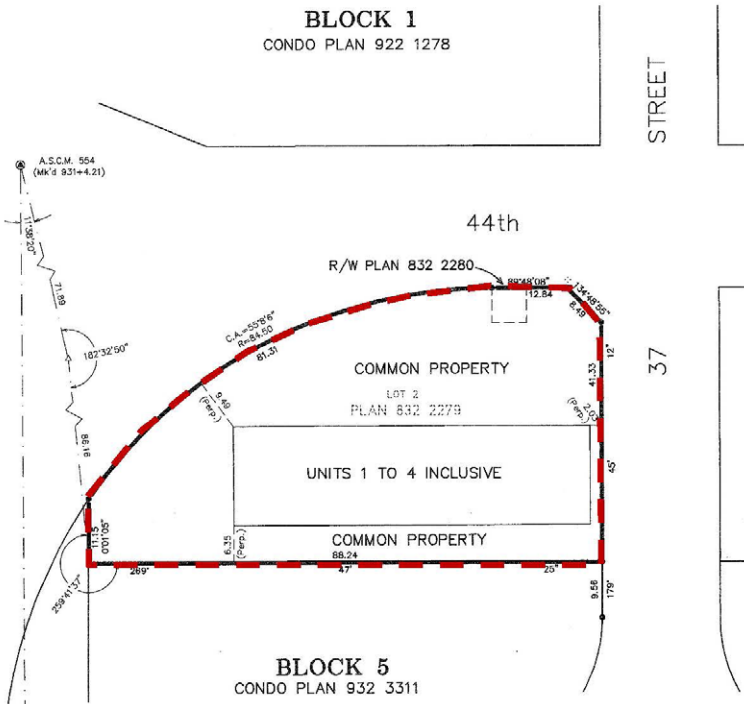 BLOCK 1
CONDO PLAN 922 1278
STREET
A.S.C.M. 554
(Mk'd 931+4.21)
11°38'20"
71.89
44th
R/W PLAN 832 2280
89°48'08"
12.84
134°48'55"
8.49
C.A.=55°8'6"
R=84.50
81.31
182°32'50"
12"
37
COMMON PROPERTY
41.33
LOT 2
PLAN 832 2279
9.49
(Perp.)
2.03
(Perp.)
86.16
UNITS 1 TO 4 INCLUSIVE
45'
11.15
0°01'05"
6.35
(Perp.)
COMMON PROPERTY
88.24
269°
47'
25"
259°41'37"
9.56
179°
BLOCK 5
CONDO PLAN 932 3311